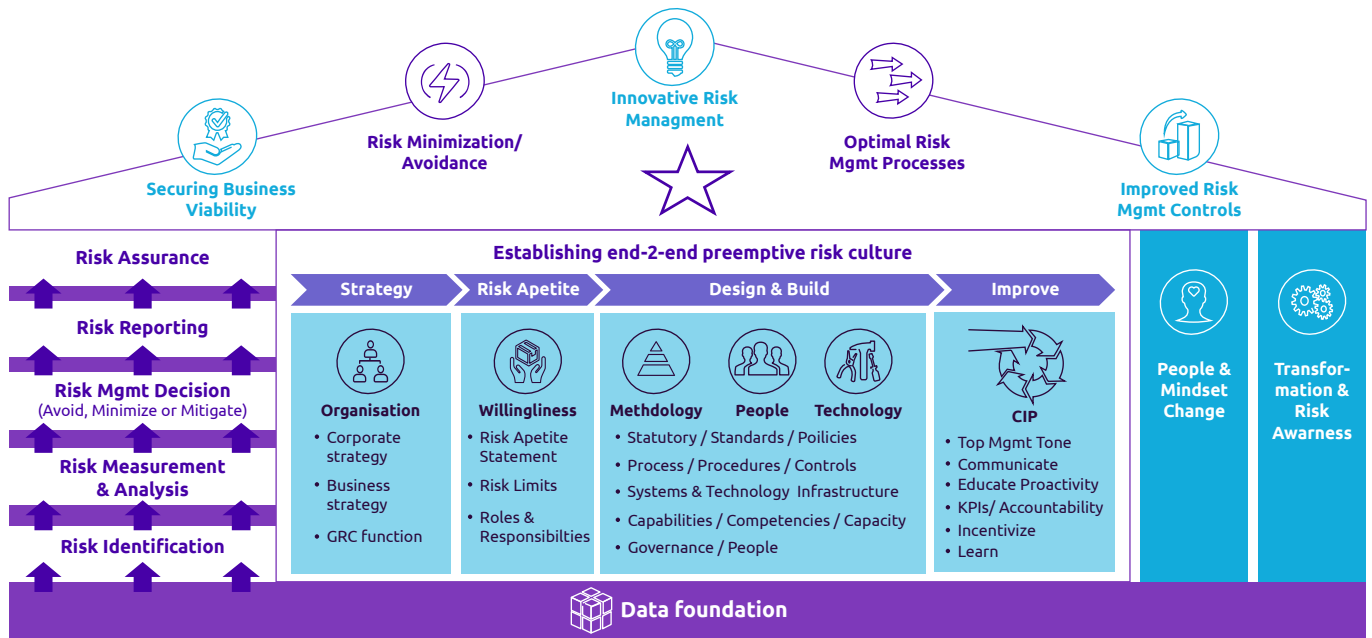 Innovative Risk
Managment
Risk Minimization/
Avoidance
Optimal Risk
Mgmt Processes
Securing Business
Viability
Improved Risk
Mgmt Controls
Risk Assurance
Risk Reporting
Risk Mgmt Decision
(Avoid, Minimize or Mitigate)
Risk Measurement
& Analysis
Risk Identification
Establishing end-2-end preemptive risk culture
Strategy
Risk Apetite
Design & Build
Improve
Organisation
• Corporate
strategy
• Business
strategy
• GRC function
Willingliness
• Risk Apetite
Statement
• Risk Limits
• Roles &
Responsibilties
Methdology
People
Technology
• Statutory / Standards / Poilicies
• Process / Procedures / Controls
• Systems & Technology Infrastructure
• Capabilities / Competencies / Capacity
• Governance / People
CIP
• Top Mgmt Tone
• Communicate
• Educate Proactivity
• KPIs/ Accountability
• Incentivize
• Learn
People &
Mindset
Change
Transfor-
mation &
Risk
Awarness
Data foundation